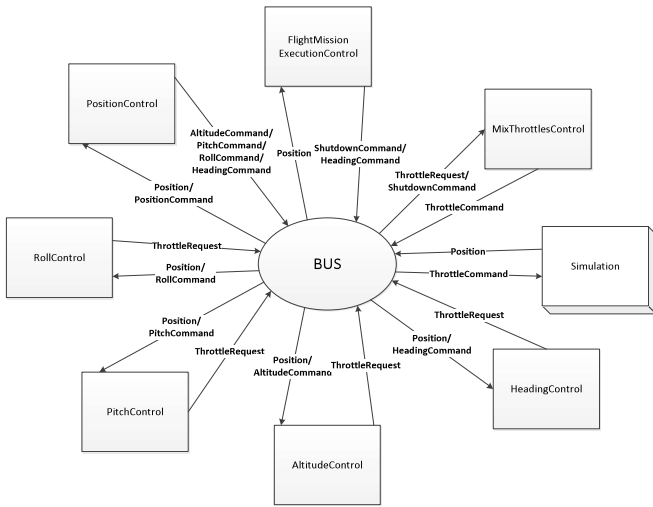 FlightMission
ExecutionControl
PositionControl
MixThrottlesControl
AltitudeCommand/
PitchCommand/
RollCommand/
HeadingCommand
Position
ShutdownCommand/
HeadingCommand
ThrottleRequest/
ShutdownCommand
Position/
PositionCommand
ThrottleCommand
RollControl
ThrottleRequest
Position/
RollCommand
BUS
Position
ThrottleCommand
Simulation
Position/
PitchCommand
ThrottleRequest
Position/
AltitudeCommand
ThrottleRequest
Position/
HeadingCommand
ThrottleRequest
PitchControl
HeadingControl
AltitudeControl